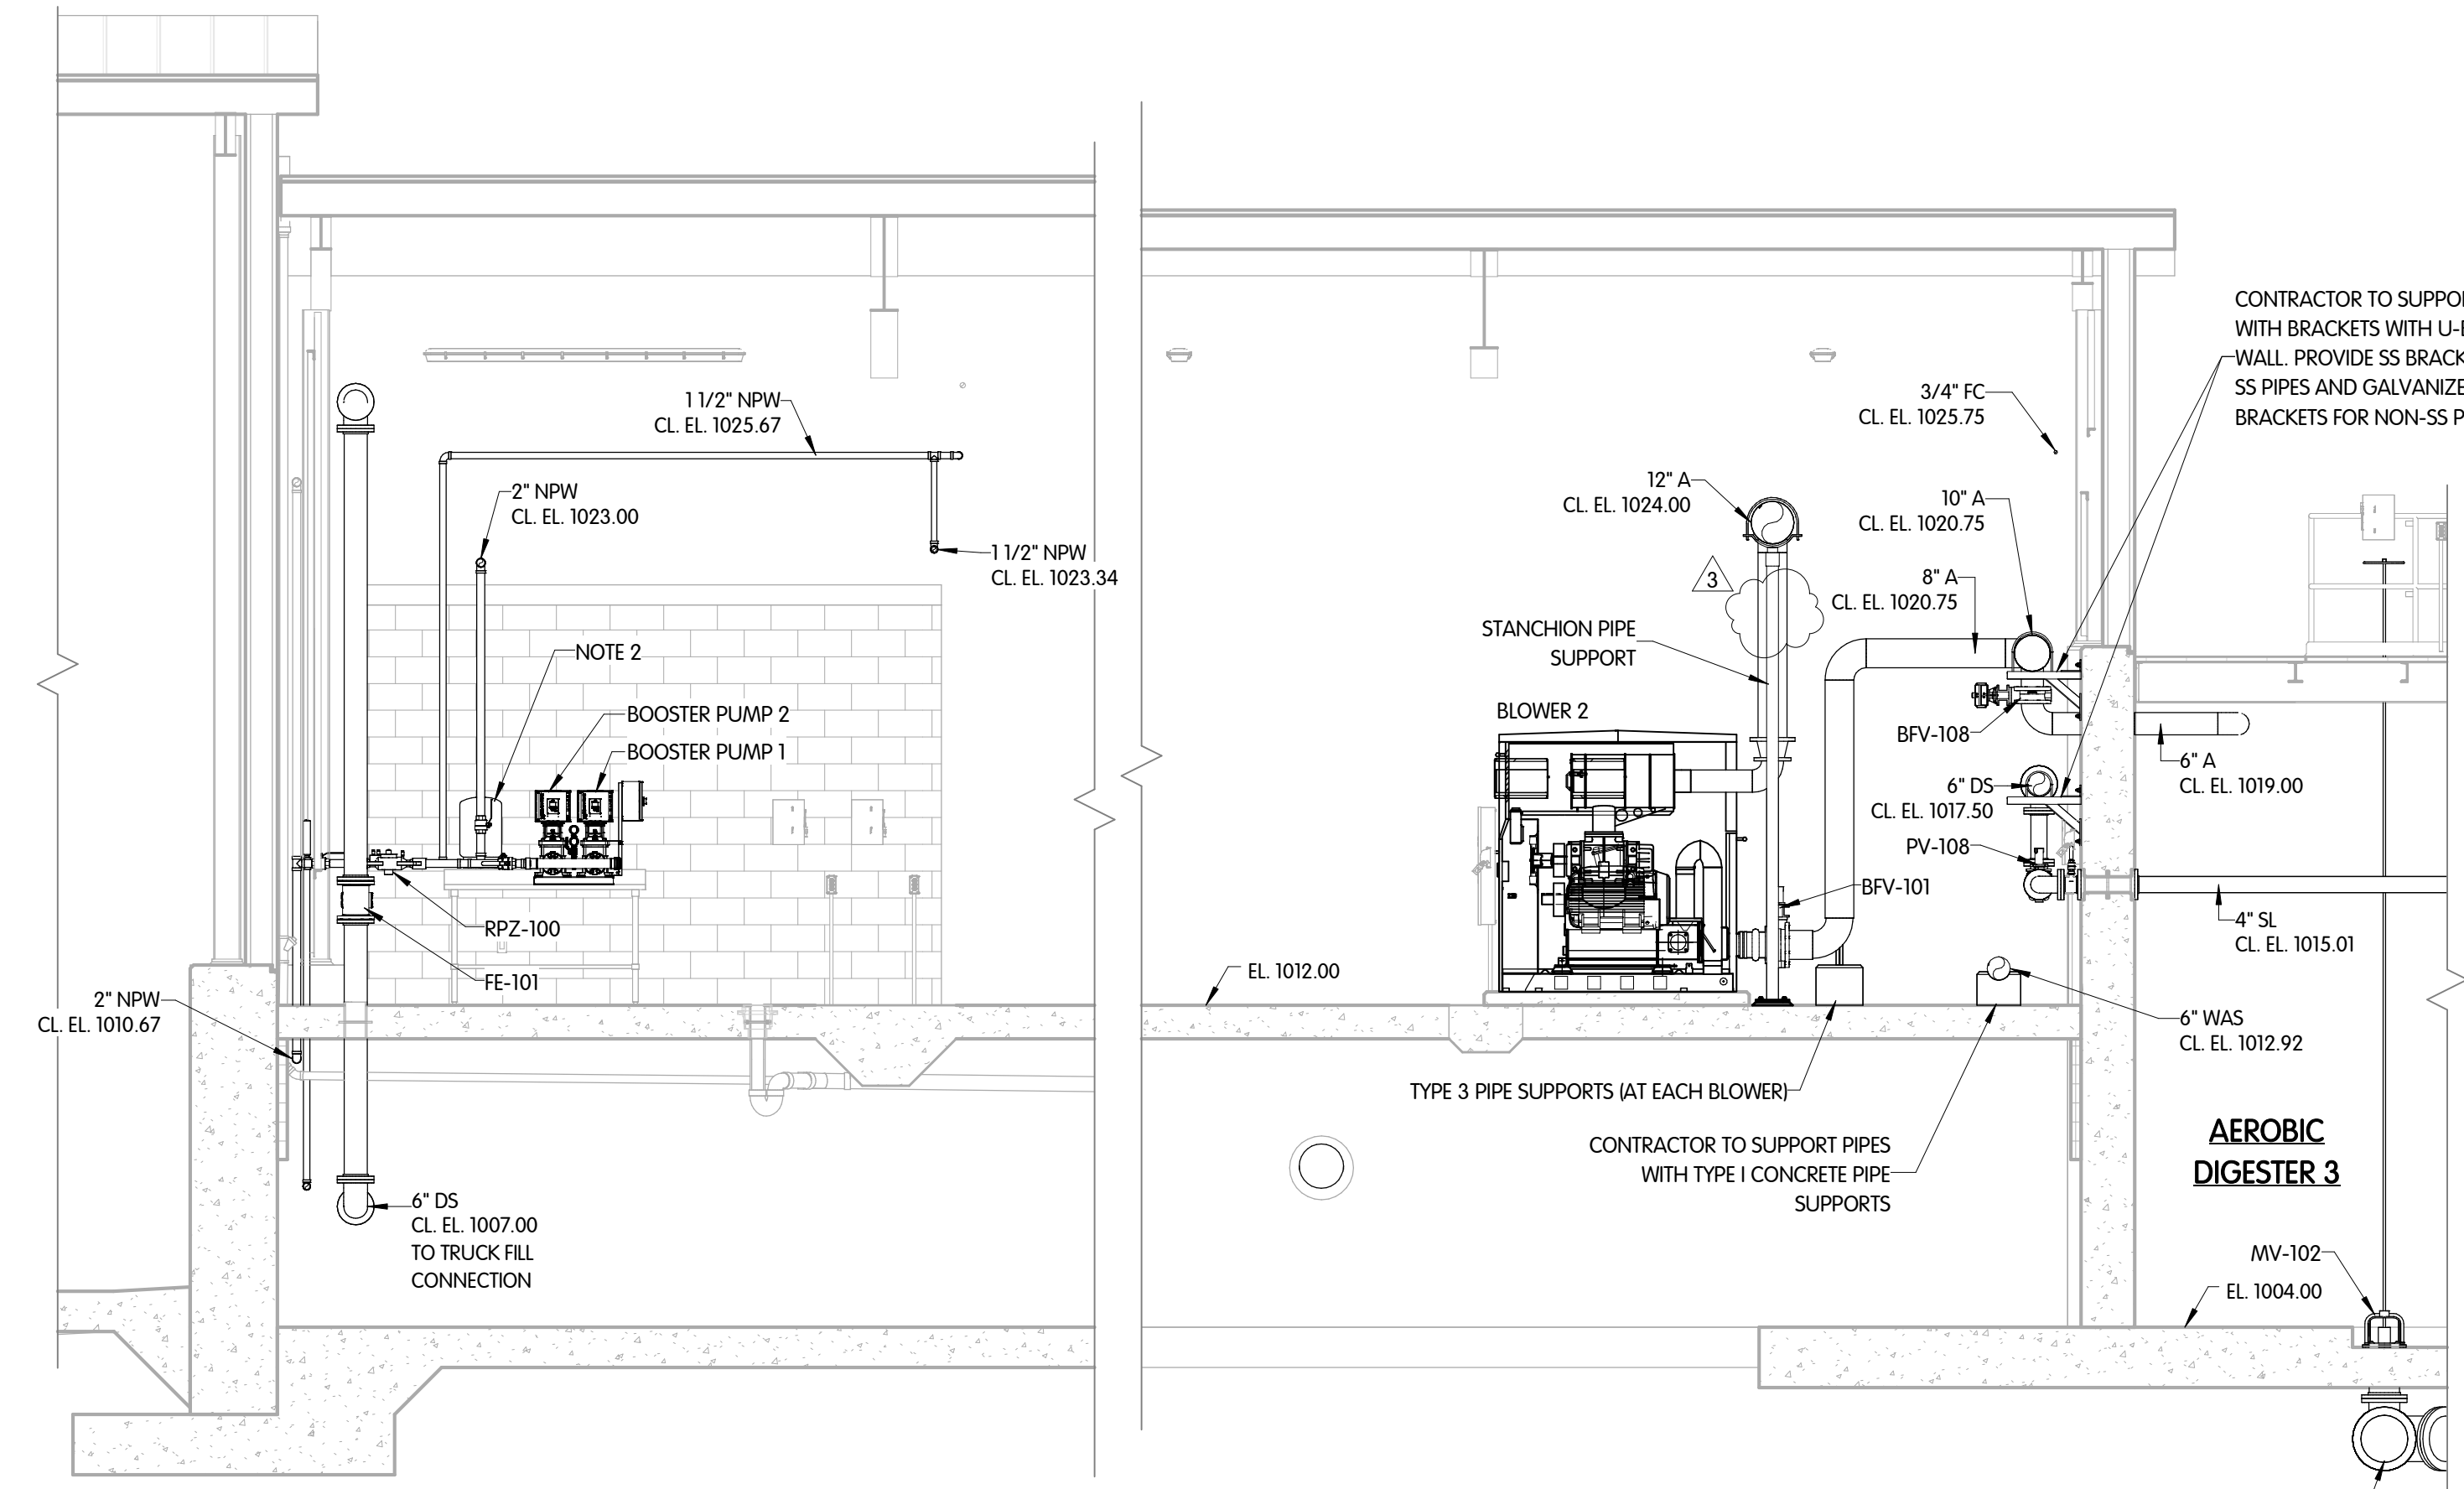 1 1/2" NPW
CL. EL. 1025.67
2" NPW
CL. EL. 1023.00
1 1/2" NPW
CL. EL. 1023.34
NOTE 2
BOOSTER PUMP 2
BOOSTER PUMP 1
RPZ-100
FE-101
2" NPW
CL. EL. 1010.67
6" DS
CL. EL. 1007.00
TO TRUCK FILL
CONNECTION
CONTRACTOR TO SUPPO
WITH BRACKETS WITH U-
WALL. PROVIDE SS BRACK
SS PIPES AND GALVANIZE
BRACKETS FOR NON-SS P
3/4" FC
CL. EL. 1025.75
12" A
CL. EL. 1024.00
10" A
CL. EL. 1020.75
3
8" A
CL. EL. 1020.75
STANCHION PIPE
SUPPORT
BLOWER 2
BFV-108
6" A
CL. EL. 1019.00
6" DS
CL. EL. 1017.50
PV-108
BFV-101
4" SL
CL. EL. 1015.01
EL. 1012.00
6" WAS
CL. EL. 1012.92
TYPE 3 PIPE SUPPORTS (AT EACH BLOWER)
CONTRACTOR TO SUPPORT PIPES
WITH TYPE I CONCRETE PIPE
SUPPORTS
AEROBIC
DIGESTER 3
MV-102
EL. 1004.00